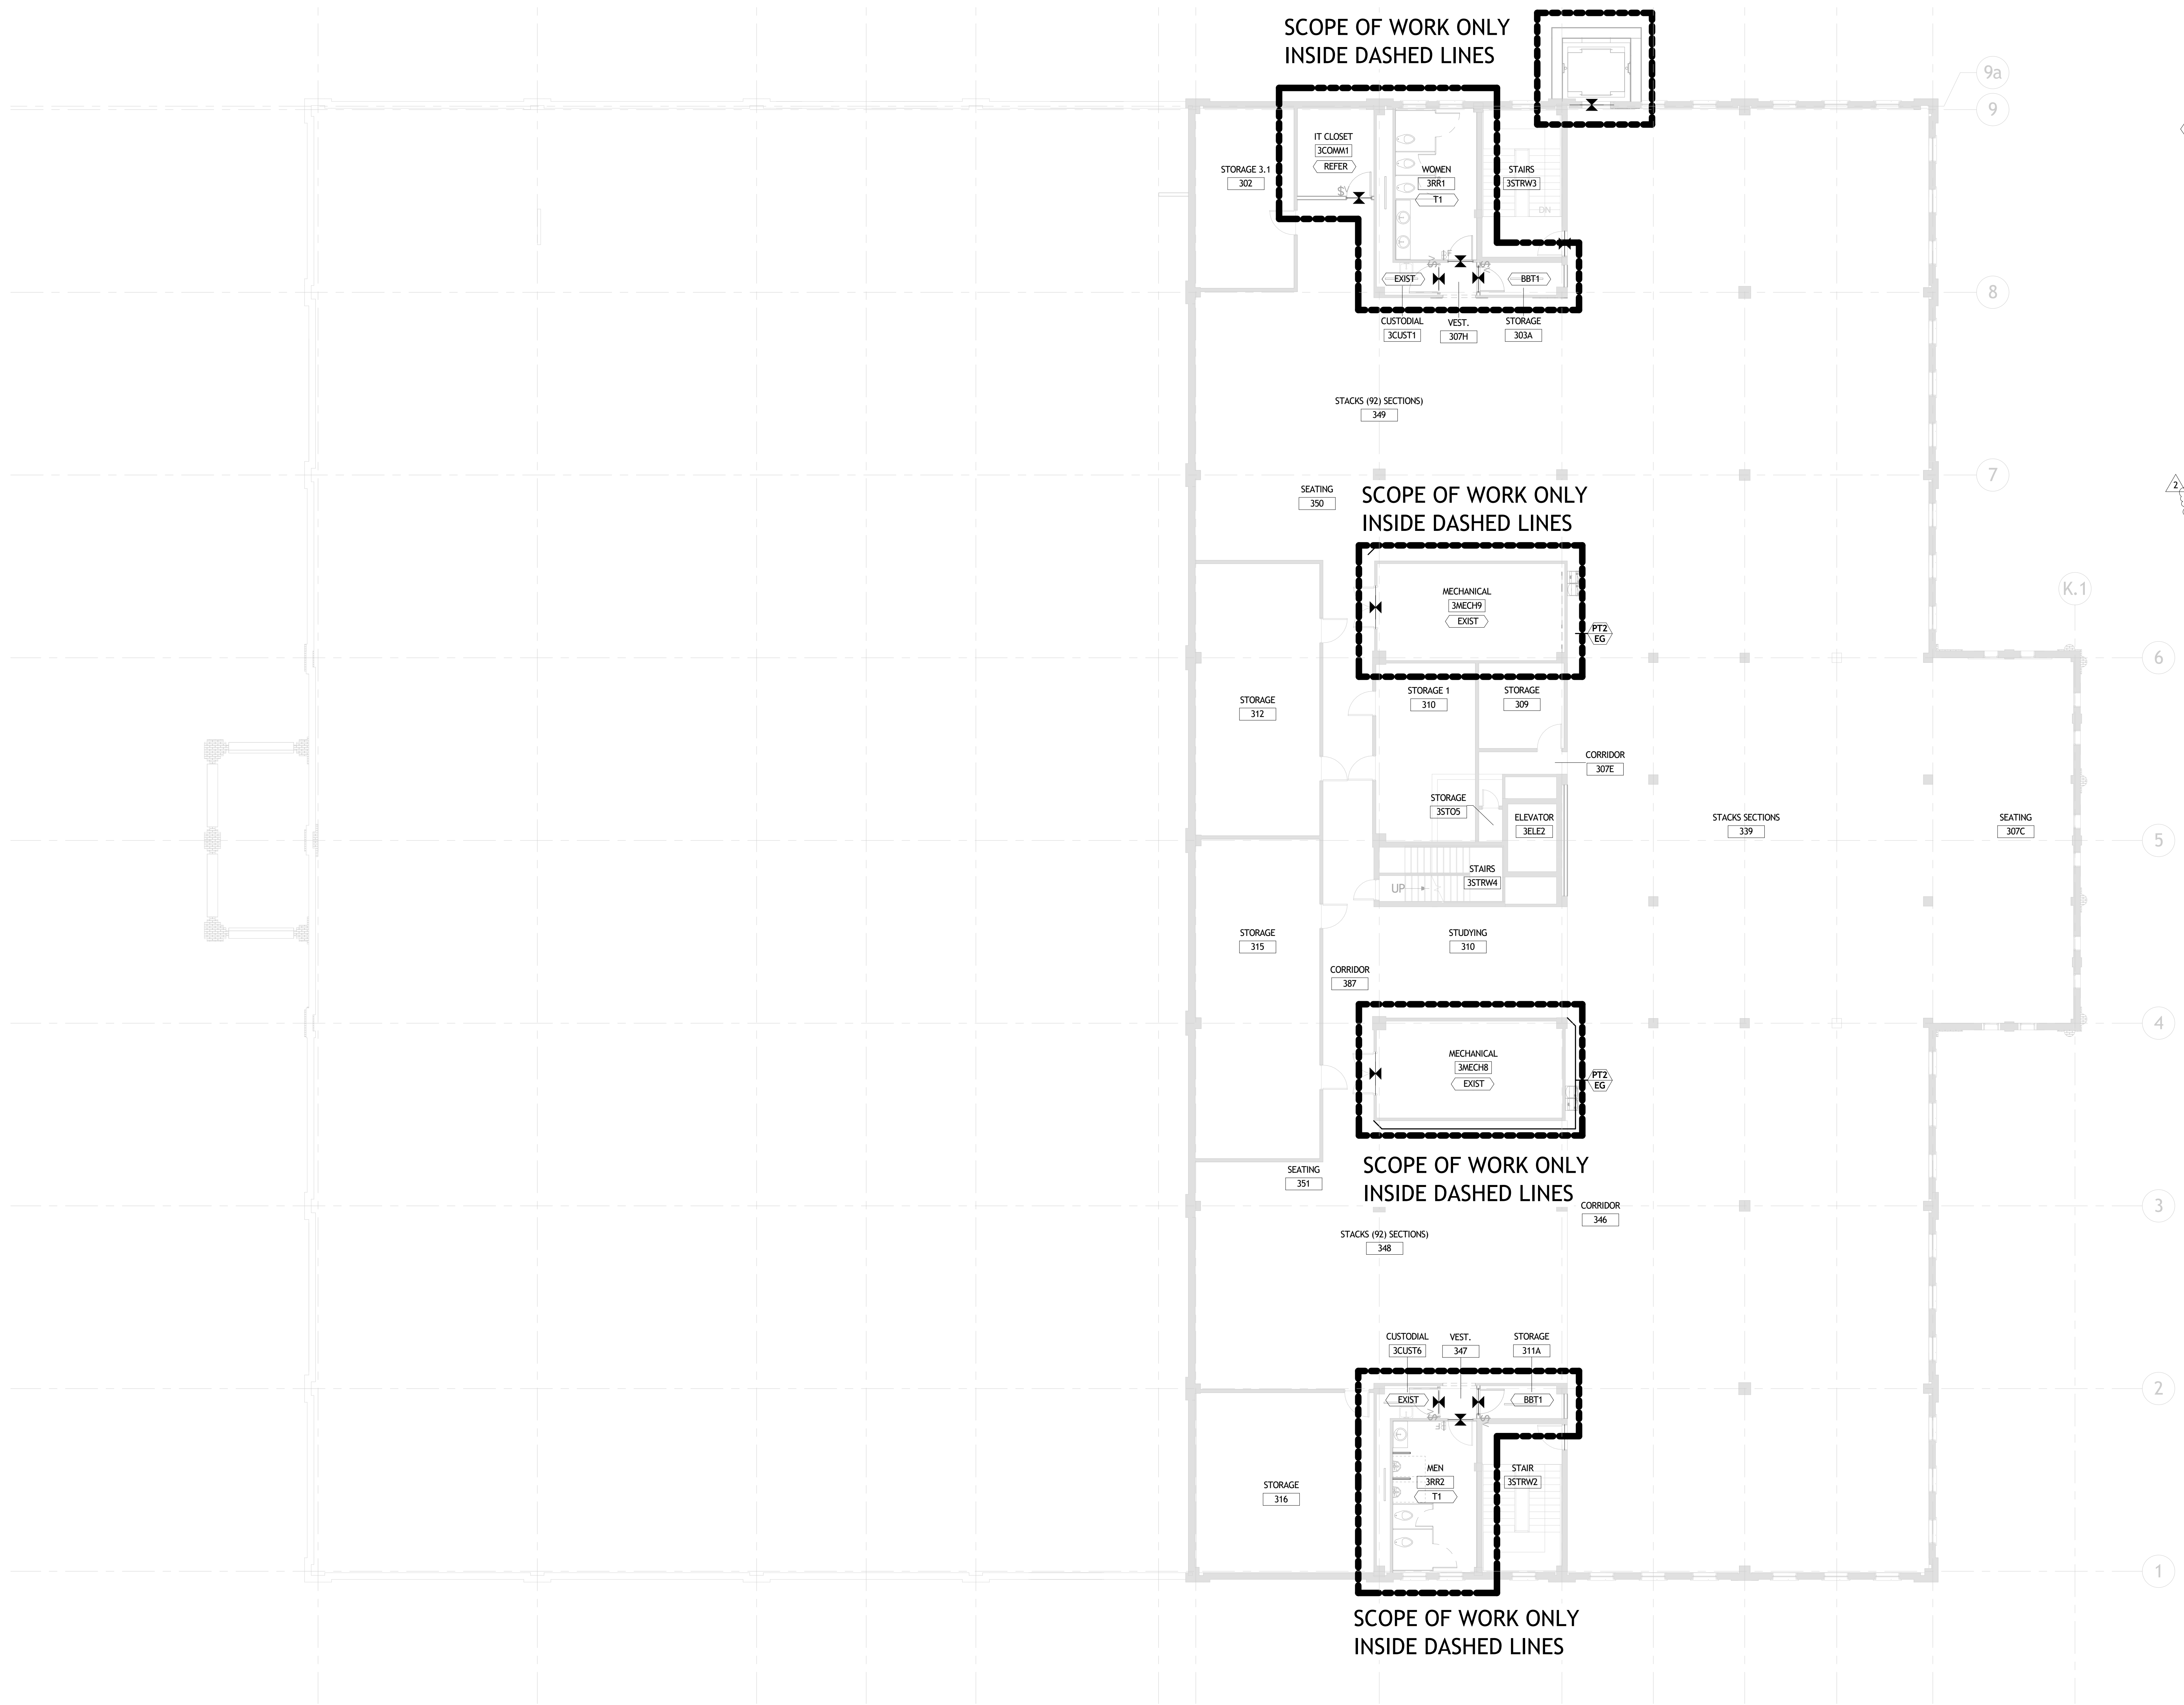 SCOPE OF WORK ONLY
INSIDE DASHED LINES
9a
9
IT CLOSET
3COMM1
REFER
STORAGE 3.1
302
WOMEN
3RR1
T1
STAIRS
3STRW3
DN
EXIST
BBT1
8
CUSTODIAL
3CUST1
VEST.
307H
STORAGE
303A
STACKS (92) SECTIONS)
349
7
SEATING
350
SCOPE OF WORK ONLY
INSIDE DASHED LINES
2
MECHANICAL
3MECH9
EXIST
K.1
PT2
EG
6
STORAGE
312
STORAGE 1
310
STORAGE
309
CORRIDOR
307E
STORAGE
3STO5
ELEVATOR
3ELE2
STACKS SECTIONS
339
SEATING
307C
5
STAIRS
3STRW4
UP
STORAGE
315
STUDYING
310
CORRIDOR
387
4
MECHANICAL
3MECH8
EXIST
PT2
EG
SCOPE OF WORK ONLY
INSIDE DASHED LINES
SEATING
351
CORRIDOR
346
3
STACKS (92) SECTIONS)
348
CUSTODIAL
3CUST6
VEST.
347
STORAGE
311A
EXIST
BBT1
2
MEN
3RR2
T1
STAIR
3STRW2
STORAGE
316
1
SCOPE OF WORK ONLY
INSIDE DASHED LINES